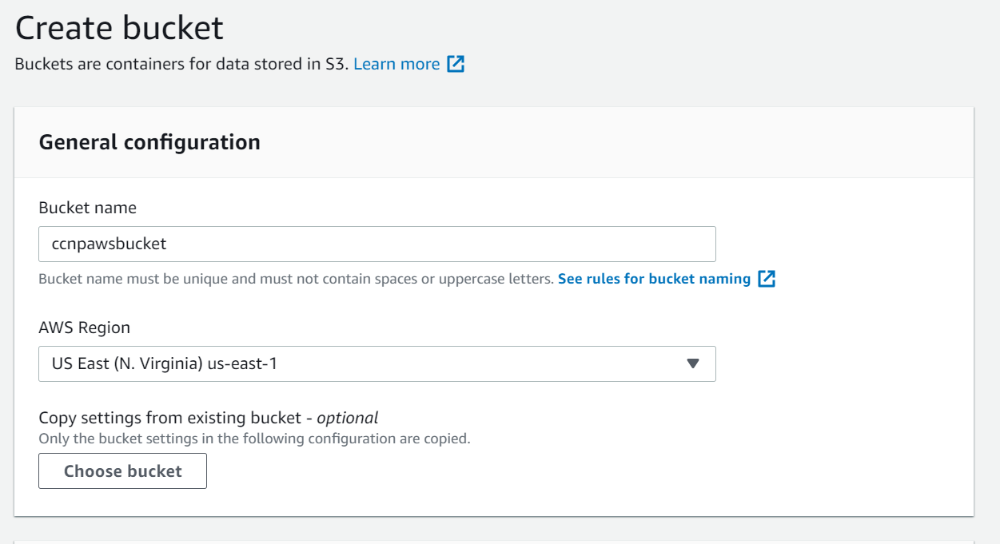 Create bucket
Buckets are containers for data stored in S3. Learn more
General configuration
Bucket name
ccnpawsbucket
Bucket name must be unique and must not contain spaces or uppercase letters. See rules for bucket naming
AWS Region
US East (N. Virginia) us-east-1
Copy settings from existing bucket - optional
Only the bucket settings in the following configuration are copied.
Choose bucket